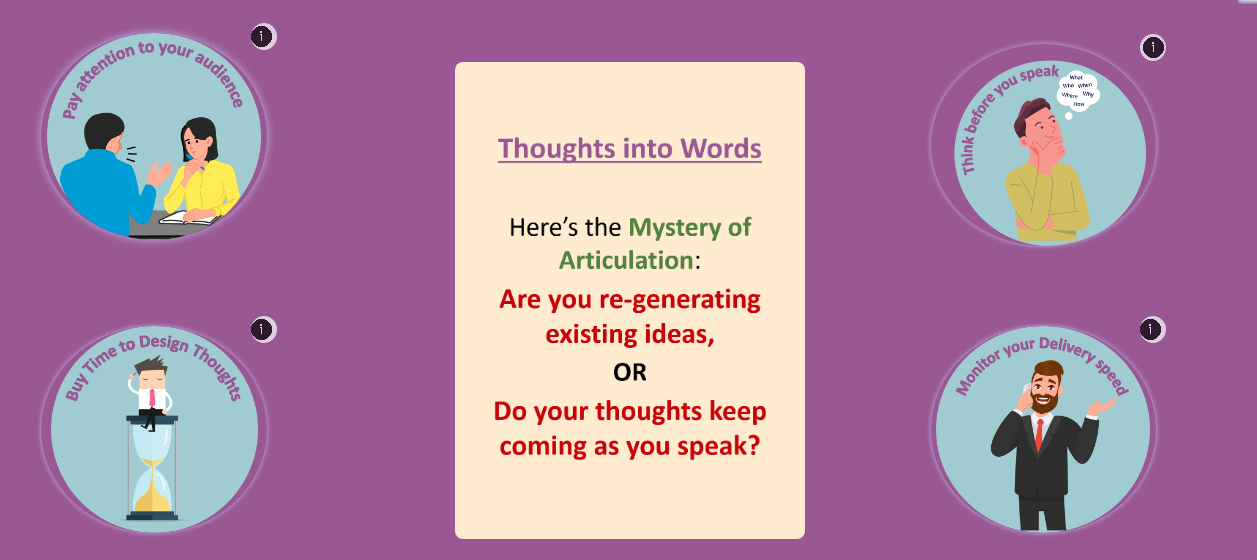 Pay attention to your audience
i
Think before you speak
What
Who When
Where Why
How
i
Thoughts into Words
Here’s the Mystery of
Articulation:
Are you re-generating
existing ideas,
OR
Do your thoughts keep
coming as you speak?
Buy Time to Design Thoughts
i
Monitor your Delivery speed
i